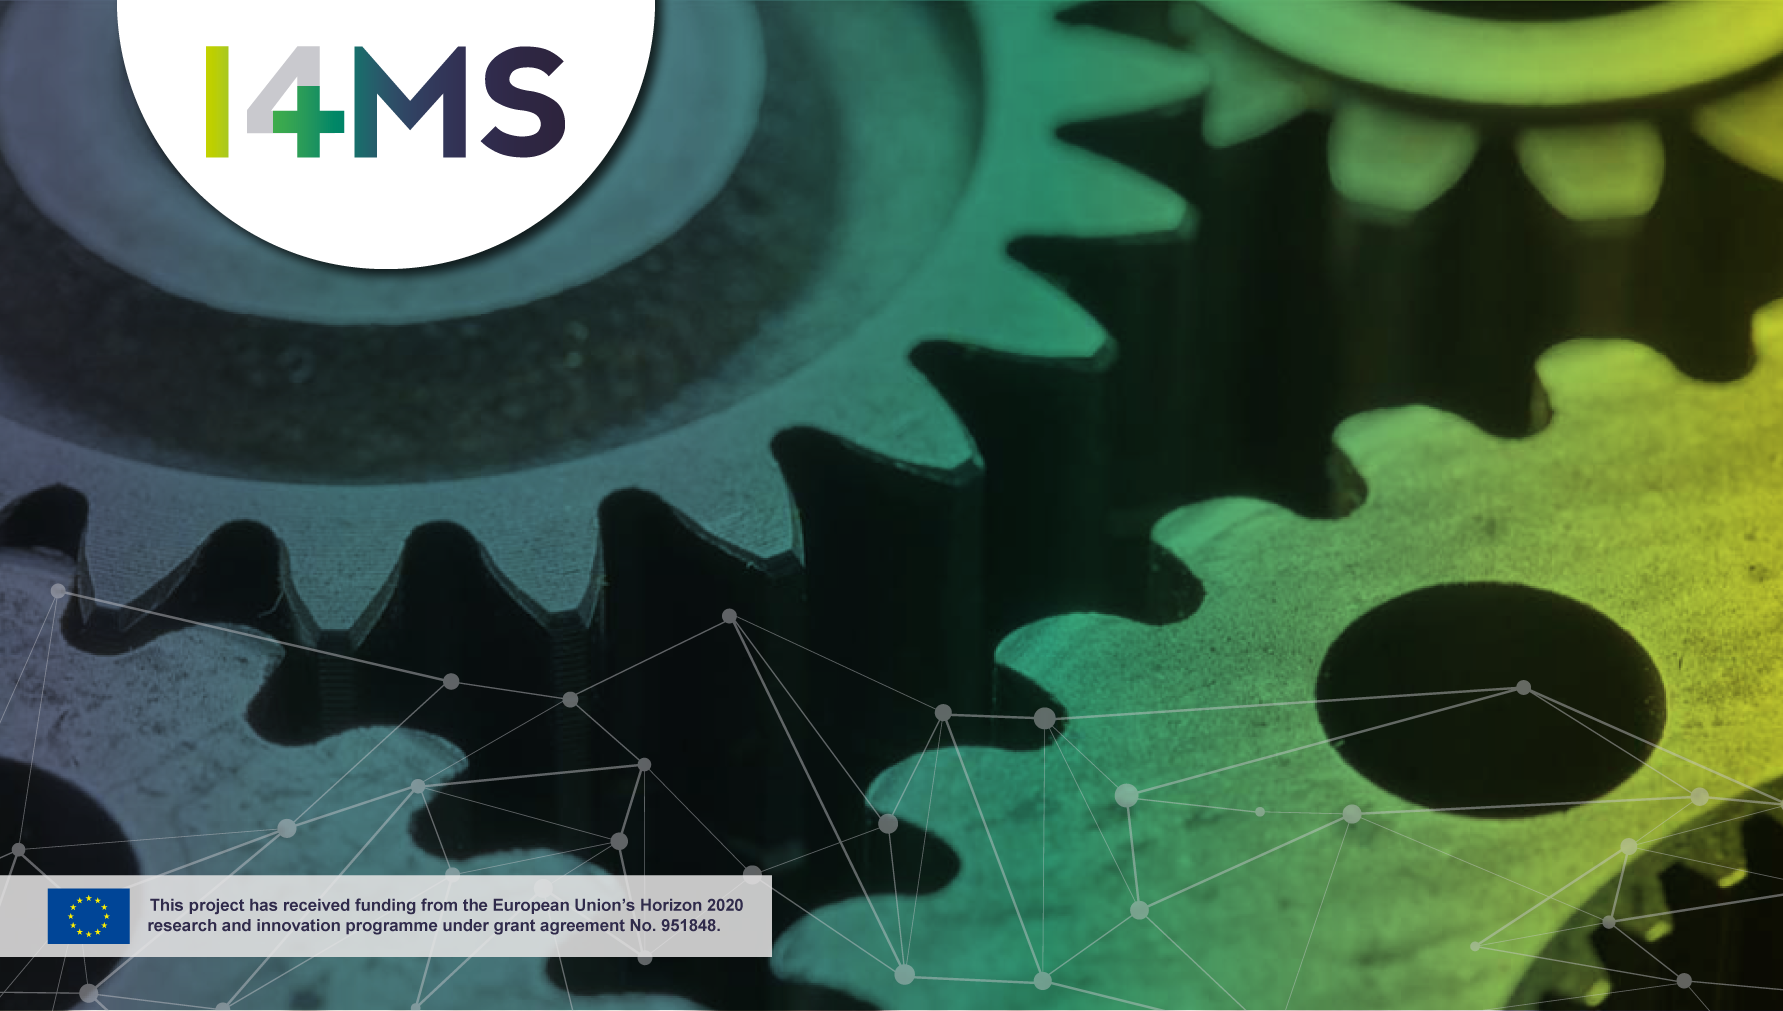 I4MS
This project has received funding from the European Union’s Horizon 2020
research and innovation programme under grant agreement No. 951848.